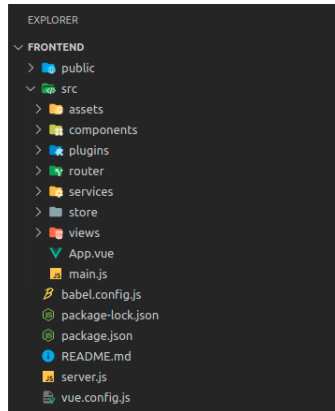 EXPLORER
FRONTEND
public
src
assets
components
plugins
router
services
store
views
App.vue
main.js
babel.config.js
package-lock.json
package.json
README.md
server.js
vue.config.js